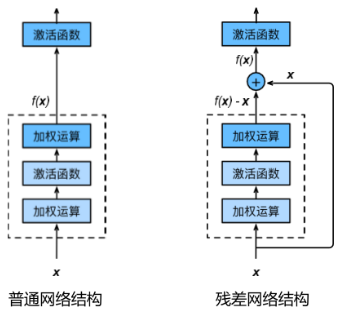 激活函数
f(x)
加权运算
激活函数
加权运算
x
普通网络结构
激活函数
f(x)
+
x
f(x) - x
加权运算
激活函数
加权运算
x
残差网络结构